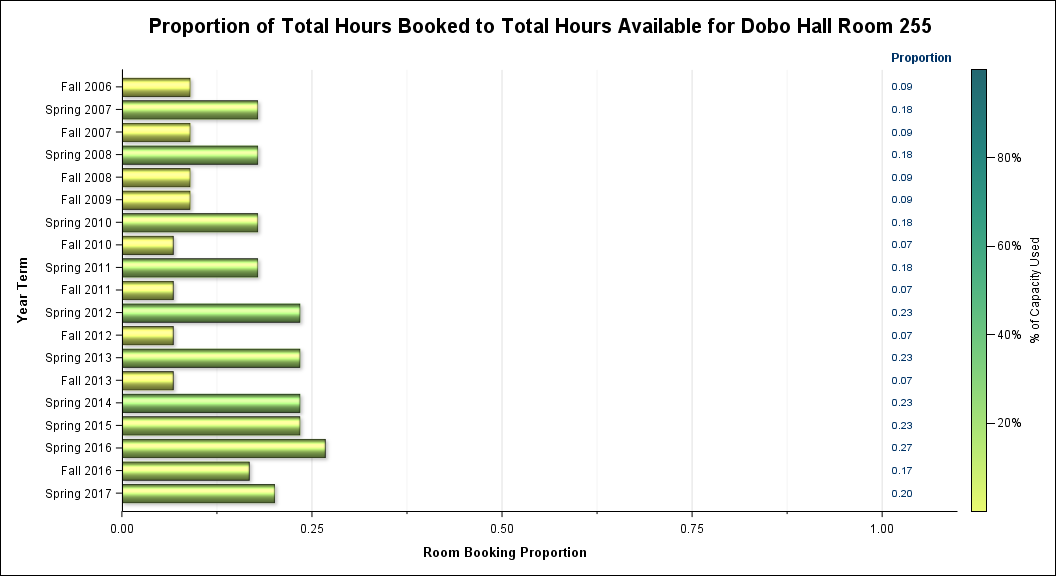 Proportion of Total Hours Booked to Total Hours Available for Dobo Hall Room 255
Proportion
Fall 2006 0.09
Spring 2007 0.18
Fall 2007 0.09
Spring 2008 0.18
Fall 2008 0.09
Fall 2009 0.09
Spring 2010 0.18
Fall 2010 0.07
Spring 2011 0.18
Fall 2011 0.07
Spring 2012 0.23
Fall 2012 0.07
Spring 2013 0.23
Fall 2013 0.07
Spring 2014 0.23
Spring 2015 0.23
Spring 2016 0.27
Fall 2016 0.17
Spring 2017 0.20
Year Term
0.00 0.25 0.50 0.75 1.00
Room Booking Proportion
80%
60%
40%
20%
% of Capacity Used